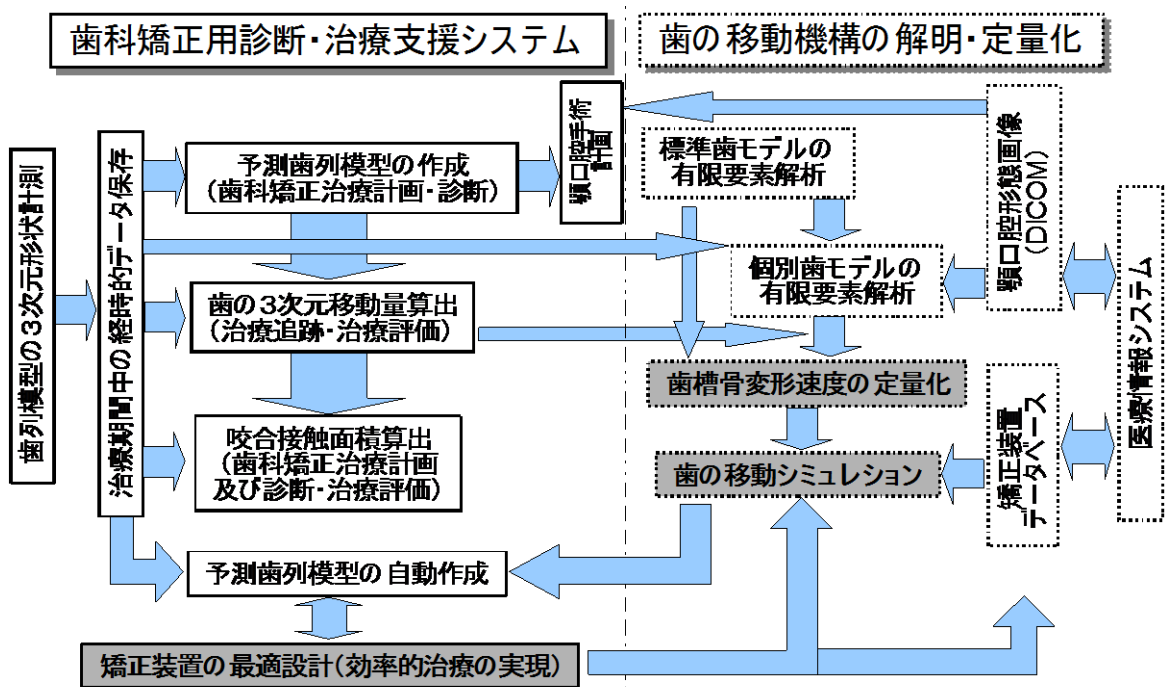 歯科矯正用診断・治療支援システム
歯の移動機構の解明・定量化
歯列模型の3次元形状計測
治療期間中の経時的データ保存
予測歯列模型の作成
(歯科矯正治療計画・診断)
顎口腔手術
計画
標準歯モデルの
有限要素解析
顎口腔形態画像
(DICOM)
個別歯モデルの
有限要素解析
歯の3次元移動量算出
(治療追跡・治療評価)
歯槽骨変形速度の定量化
医療情報システム
咬合接触面積算出
(歯科矯正治療計画
及び診断・治療評価)
歯の移動シミュレション
矯正装置
データベース
予測歯列模型の自動作成
矯正装置の最適設計(効率的治療の実現)